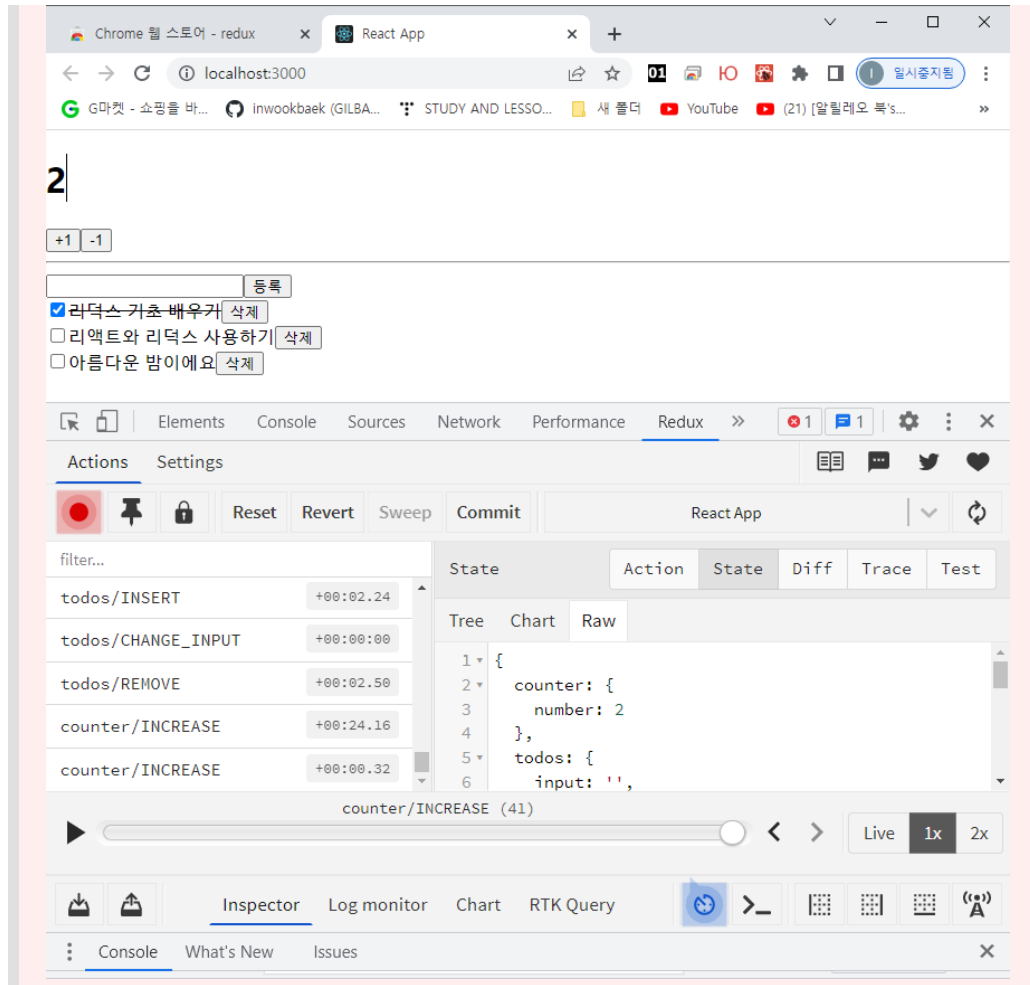 Chrome 웹 스토어 - redux React App
localhost:3000 01 Ю I 일시중지됨
G마켓 - 쇼핑을 바... inwookbaek (GILBA... STUDY AND LESSO... 새 폴더 YouTube (21) [알릴레오 북's... »
2
+1 -1
등록
리덕스 기초 배우기 삭제
리액트와 리덕스 사용하기 삭제
아름다운 밤이에요 삭제
Elements Console Sources Network Performance Redux » 1 1
Actions Settings
Reset Revert Sweep Commit React App
filter...
State Action State Diff Trace Test
todos/INSERT +00:02.24
Tree Chart Raw
todos/CHANGE_INPUT +00:00:00
1 {
todos/REMOVE +00:02.50
2 counter: {
3 number: 2
counter/INCREASE +00:24.16
4 },
5 todos: {
counter/INCREASE +00:00.32
6 input: '',
counter/INCREASE (41)
Live 1x 2x
Inspector Log monitor Chart RTK Query
Console What's New Issues